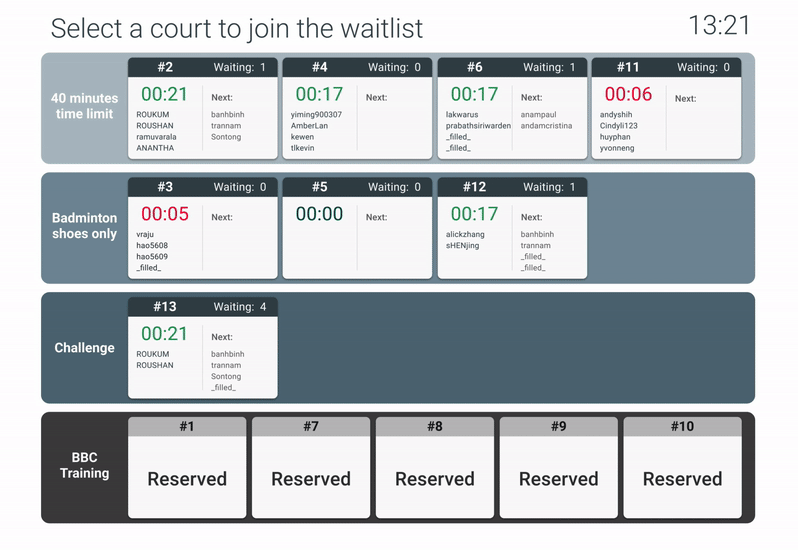 Select a court to join the waitlist
13:21
40 minutes
time limit
#2 Waiting: 1
00:21
ROUKUM
ROUSHAN
ramuvarala
ANANTHA
Next:
banhbinh
trannam
Sontong
#4 Waiting: 0
00:17
yiming900307
AmberLan
kewen
tlkevin
Next:
#6 Waiting: 1
00:17
lakwarus
prabathsiriwarden
_filled_
_filled_
Next:
anampaul
andamcristina
#11 Waiting: 0
00:06
andyshih
Cindyli123
huyphan
yvonneng
Next:
Badminton
shoes only
#3 Waiting: 0
00:05
vraju
hao5608
hao5609
_filled_
Next:
#5 Waiting: 0
00:00
Next:
#12 Waiting: 1
00:17
alickzhang
sHENjing
Next:
banhbinh
trannam
_filled_
_filled_
Challenge
#13 Waiting: 4
00:21
ROUKUM
ROUSHAN
Next:
banhbinh
trannam
Sontong
_filled_
BBC
Training
#1
Reserved
#7
Reserved
#8
Reserved
#9
Reserved
#10
Reserved